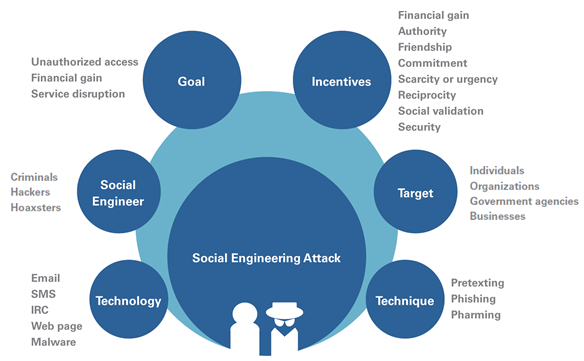 Goal
Unauthorized access
Financial gain
Service disruption
Incentives
Financial gain
Authority
Friendship
Commitment
Scarcity or urgency
Reciprocity
Social validation
Security
Social
Engineer
Criminals
Hackers
Hoaxsters
Target
Individuals
Organizations
Government agencies
Businesses
Social Engineering Attack
Technology
Email
SMS
IRC
Web page
Malware
Technique
Pretexting
Phishing
Pharming